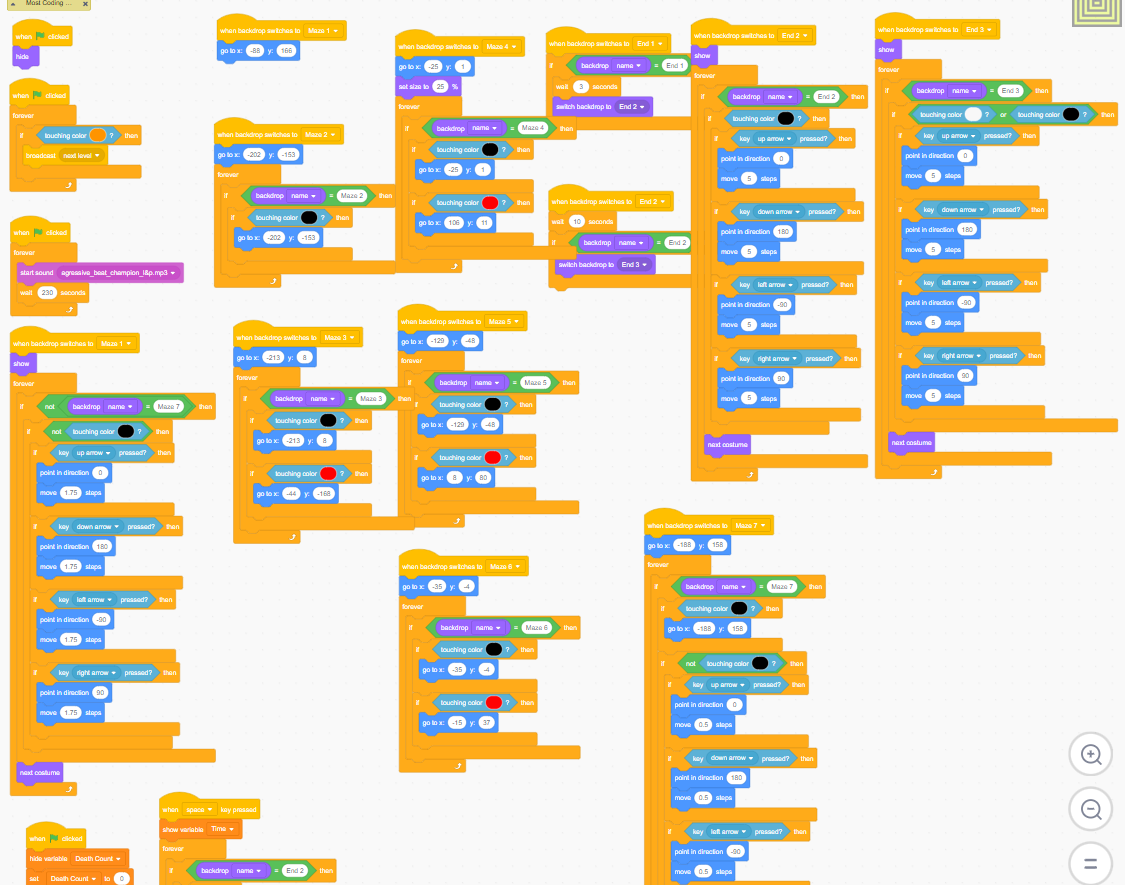 Most Coding ...
when clicked
hide
when clicked
forever
if touching color ? then
broadcast next level
when clicked
forever
start sound egressive_beat_champion_l&p.mp3
wait 230 seconds
when backdrop switches to Maze 1
show
forever
if not backdrop name = Maze 7 then
if not touching color ? then
if key up arrow pressed? then
point in direction 0
move 1.75 steps
if key down arrow pressed? then
point in direction 180
move 1.75 steps
if key left arrow pressed? then
point in direction -90
move 1.75 steps
if key right arrow pressed? then
point in direction 90
move 1.75 steps
next costume
when clicked
hide variable Death Count
set Death Count to 0
when backdrop switches to Maze 1
go to x: -88 y: 166
when backdrop switches to Maze 2
go to x: -202 y: -153
forever
if backdrop name = Maze 2 then
if touching color ? then
go to x: -202 y: -153
when backdrop switches to Maze 3
go to x: -213 y: 8
forever
if backdrop name = Maze 3 then
if touching color ? then
go to x: -213 y: 8
if touching color ? then
go to x: -44 y: -168
when space key pressed
show variable Time
forever
if backdrop name = End 2 then
when backdrop switches to Maze 4
go to x: -25 y: 1
set size to 25 %
forever
if backdrop name = Maze 4 then
if touching color ? then
go to x: -25 y: 1
if touching color ? then
go to x: 106 y: 11
when backdrop switches to Maze 5
go to x: -129 y: -48
forever
if backdrop name = Maze 5 then
if touching color ? then
go to x: -129 y: -48
if touching color ? then
go to x: 8 y: 80
when backdrop switches to Maze 6
go to x: -35 y: -4
forever
if backdrop name = Maze 6 then
if touching color ? then
go to x: -35 y: -4
if touching color ? then
go to x: -15 y: 37
when backdrop switches to End 1
if backdrop name = End 1
wait 3 seconds
switch backdrop to End 2
when backdrop switches to End 2
wait 10 seconds
if backdrop name = End 2
switch backdrop to End 3
when backdrop switches to End 2
show
forever
if backdrop name = End 2 then
if touching color ? then
if key up arrow pressed? then
point in direction 0
move 5 steps
if key down arrow pressed? then
point in direction 180
move 5 steps
if key left arrow pressed? then
point in direction -90
move 5 steps
if key right arrow pressed? then
point in direction 90
move 5 steps
next costume
when backdrop switches to End 3
show
forever
if backdrop name = End 3 then
if touching color ? or touching color ? then
if key up arrow pressed? then
point in direction 0
move 5 steps
if key down arrow pressed? then
point in direction 180
move 5 steps
if key left arrow pressed? then
point in direction -90
move 5 steps
if key right arrow pressed? then
point in direction 90
move 5 steps
next costume
when backdrop switches to Maze 7
go to x: -188 y: 158
forever
if backdrop name = Maze 7 then
if touching color ? then
go to x: -188 y: 158
if not touching color ? then
if key up arrow pressed? then
point in direction 0
move 0.5 steps
if key down arrow pressed? then
point in direction 180
move 0.5 steps
if key left arrow pressed? then
point in direction -90
move 0.5 steps